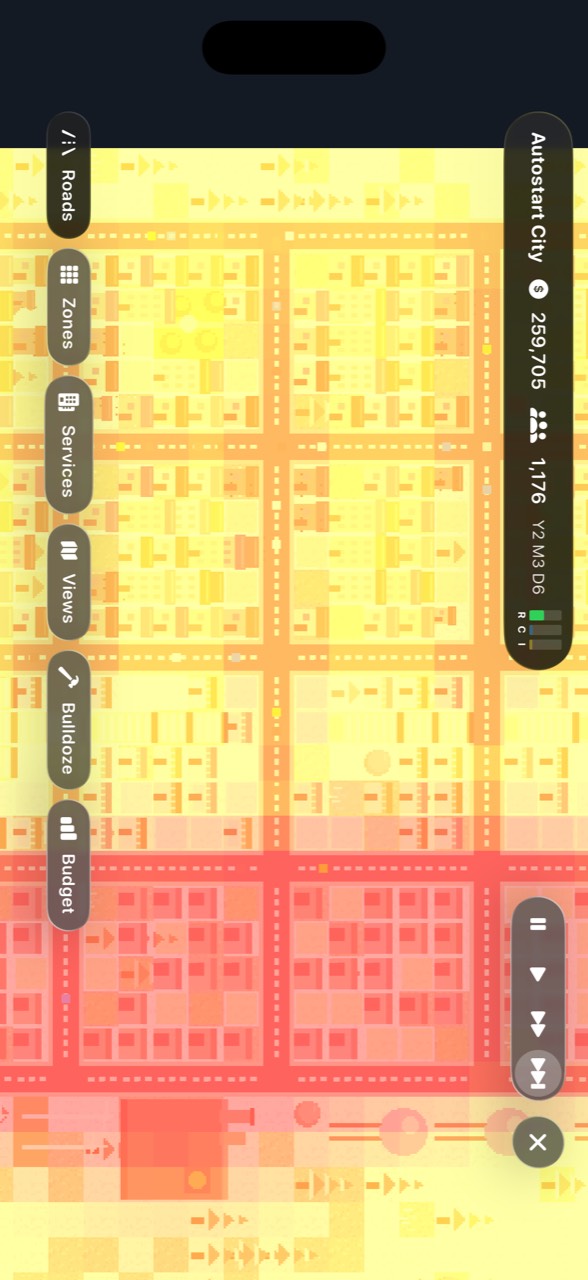 Autostart City 259,705 1,176 Y2 M3 D6
R C I
Roads
Zones
Services
Views
Bulldoze
Budget